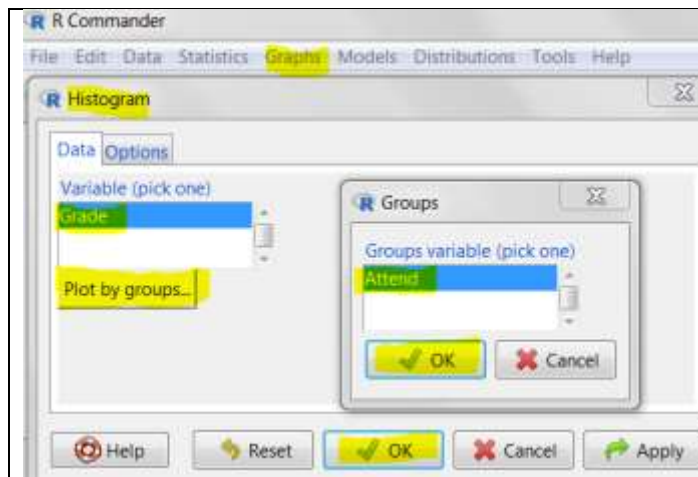 R Commander
File Edit Data Statistics Graphs Models Distributions Tools Help
Histogram
Data Options
Variable (pick one)
Grade
Plot by groups...
Groups
Groups variable (pick one)
Attend
OK Cancel
Help Reset OK Cancel Apply